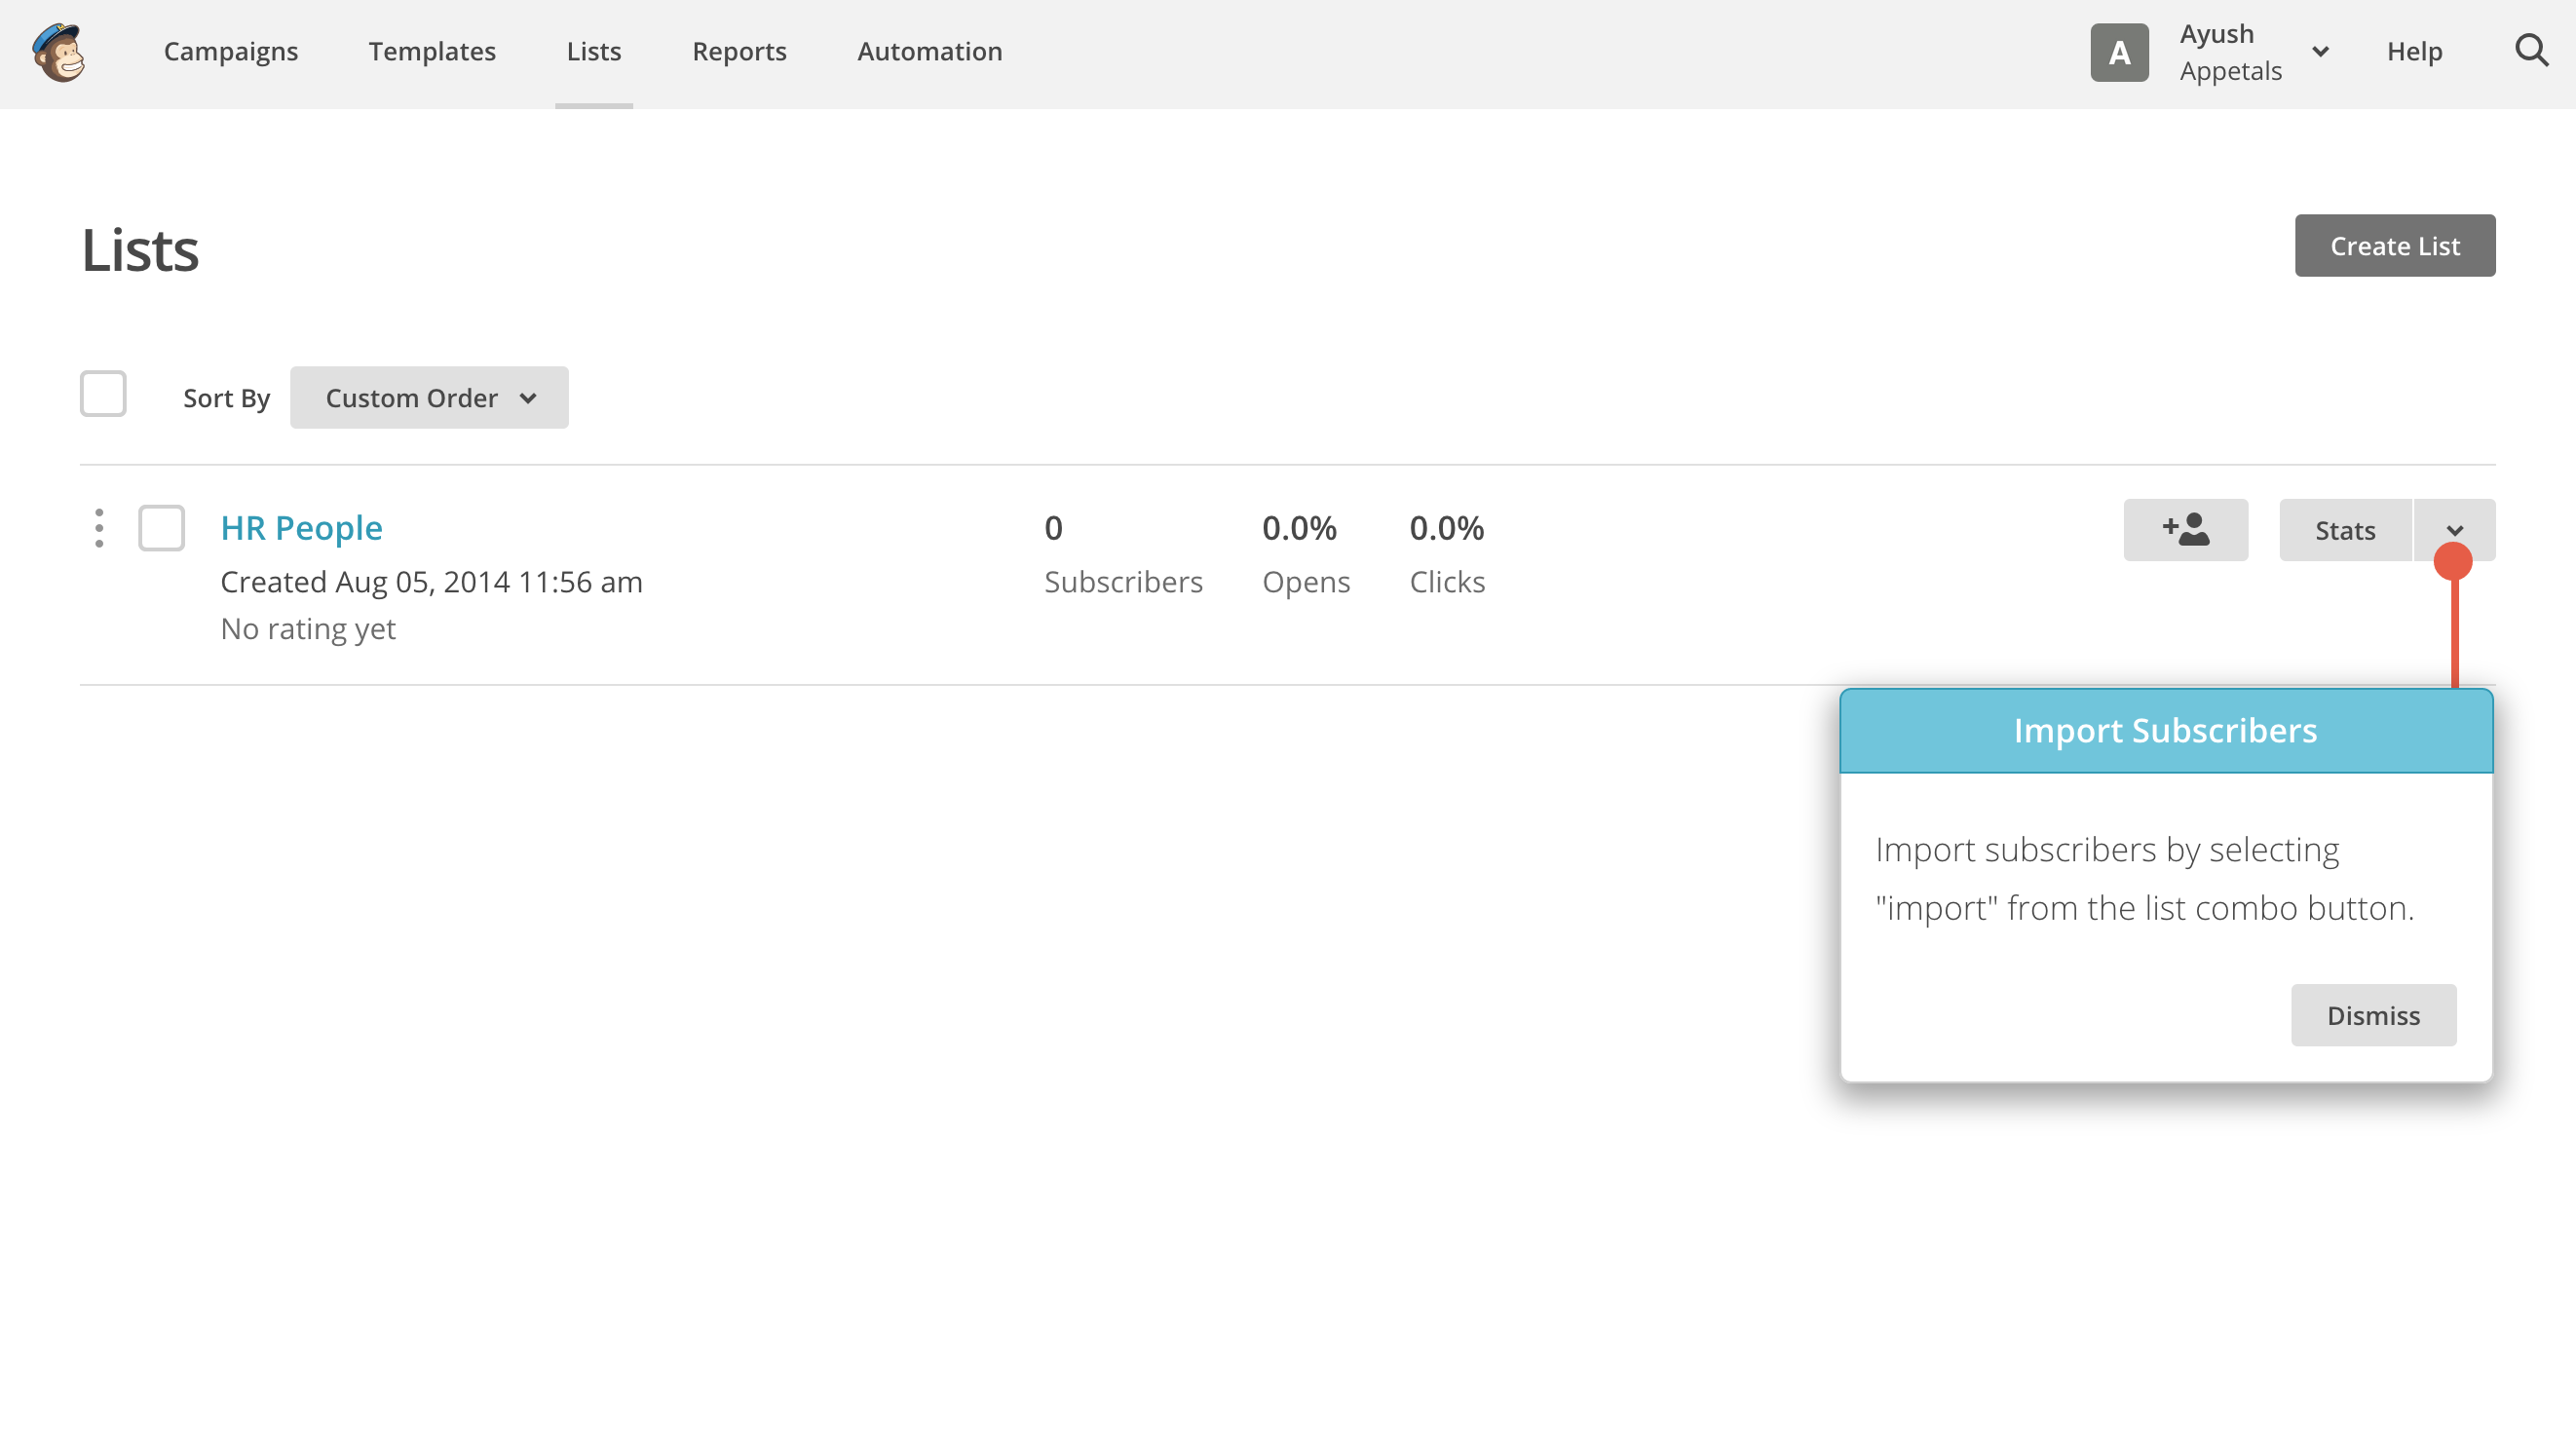 Campaigns Templates Lists Reports Automation
A Ayush Help
Appetals
Lists
Create List
Sort By Custom Order
HR People 0 0.0% 0.0% Stats
Created Aug 05, 2014 11:56 am Subscribers Opens Clicks
No rating yet
Import Subscribers
Import subscribers by selecting
"import" from the list combo button.
Dismiss